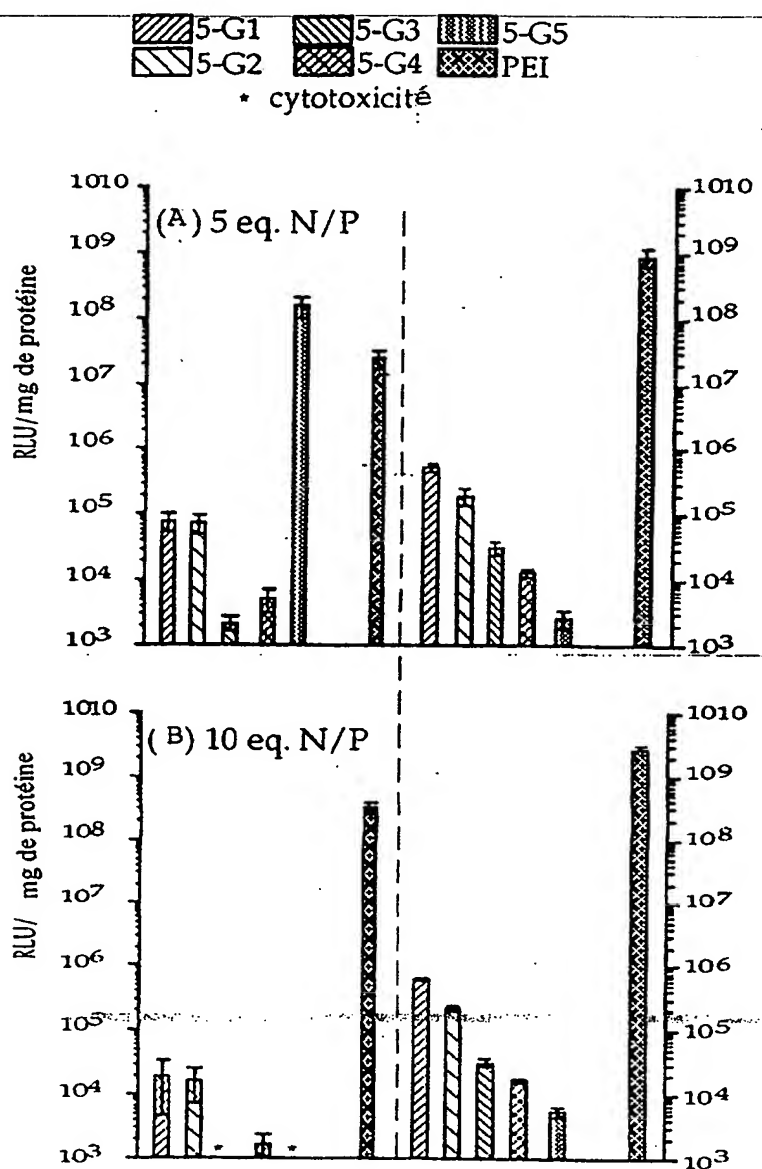 5-G1 5-G3 5-G5
5-G2 5-G4 PEI
* cytotoxicité
(A) 5 eq. N/P
RLU/mg de protéine
10¹⁰ 10¹⁰
10⁹ 10⁹
10⁸ 10⁸
10⁷ 10⁷
10⁶ 10⁶
10⁵ 10⁵
10⁴ 10⁴
10³ 10³
(B) 10 eq. N/P
RLU/ mg de protéine
10¹⁰ 10¹⁰
10⁹ 10⁹
10⁸ 10⁸
10⁷ 10⁷
10⁶ 10⁶
10⁵ 10⁵
10⁴ 10⁴
10³ 10³
* *